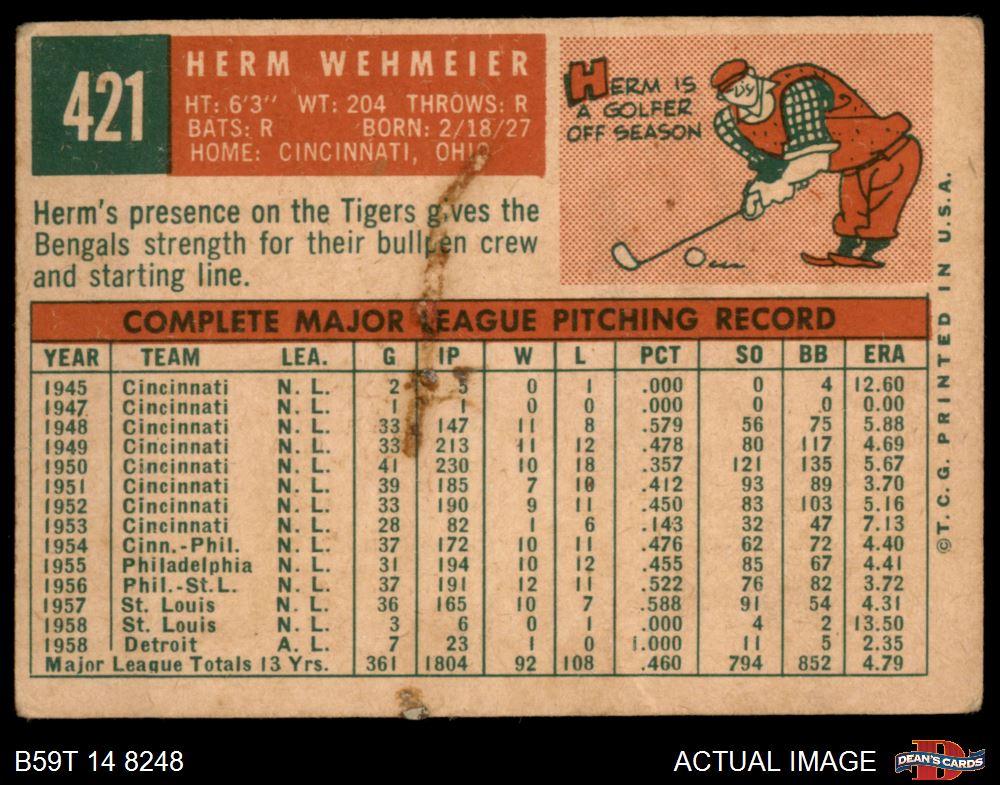 421
HERM WEHMEIER
HT: 6'3" WT: 204 THROWS: R
BATS: R BORN: 2/18/27
HOME: CINCINNATI, OHIO
HERM IS
A GOLFER
OFF SEASON
Herm's presence on the Tigers gives the
Bengals strength for their bullpen crew
and starting line.
COMPLETE MAJOR LEAGUE PITCHING RECORD
YEAR TEAM LEA. G IP W L PCT SO BB ERA
1945 Cincinnati N. L. 2 5 0 1 .000 0 4 12.60
1947 Cincinnati N. L. 1 1 0 0 .000 0 0 0.00
1948 Cincinnati N. L. 33 147 11 8 .579 56 75 5.88
1949 Cincinnati N. L. 33 213 11 12 .478 80 117 4.69
1950 Cincinnati N. L. 41 230 10 18 .357 121 135 5.67
1951 Cincinnati N. L. 39 185 7 10 .412 93 89 3.70
1952 Cincinnati N. L. 33 190 9 11 .450 83 103 5.16
1953 Cincinnati N. L. 28 82 1 6 .143 32 47 7.13
1954 Cinn.-Phil. N. L. 37 172 10 11 .476 62 72 4.40
1955 Philadelphia N. L. 31 194 10 12 .455 85 67 4.41
1956 Phil.-St.L. N. L. 37 191 12 11 .522 76 82 3.72
1957 St. Louis N. L. 36 165 10 7 .588 91 54 4.31
1958 St. Louis N. L. 3 6 0 1 .000 4 2 13.50
1958 Detroit A. L. 7 23 1 0 1.000 11 5 2.35
Major League Totals 13 Yrs. 361 1804 92 108 .460 794 852 4.79
©T.C.G. PRINTED IN U.S.A.
B59T 14 8248
ACTUAL IMAGE
DEAN'S CARDS